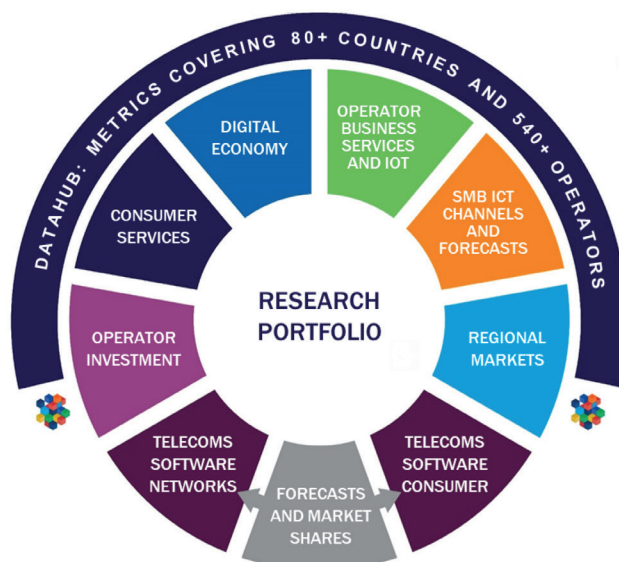 DATAHUB: METRICS COVERING 80+ COUNTRIES AND 540+ OPERATORS
DIGITAL
ECONOMY
OPERATOR
BUSINESS
SERVICES
AND IOT
CONSUMER
SERVICES
SMB ICT
CHANNELS
AND
FORECASTS
RESEARCH
PORTFOLIO
OPERATOR
INVESTMENT
REGIONAL
MARKETS
TELECOMS
SOFTWARE
NETWORKS
FORECASTS
AND MARKET
SHARES
TELECOMS
SOFTWARE
CONSUMER